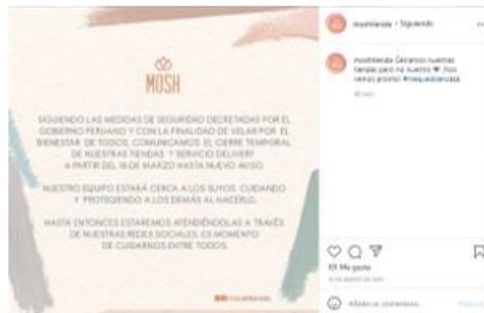 MOSH
SIGUIENDO LAS MEDIDAS DE SEGURIDAD DECRETADAS POR EL
GOBIERNO PERUANO Y CON LA FINALIDAD DE VELAR POR EL
BIENESTAR DE TODOS, COMUNICAMOS EL CIERRE TEMPORAL
DE NUESTRAS TIENDAS Y SERVICIO DELIVERY
A PARTIR DEL 16 DE MARZO HASTA NUEVO AVISO.
NUESTRO EQUIPO ESTARÁ CERCA A LOS SUYOS, CUIDANDO
Y PROTEGIENDO A LOS DEMÁS AL HACERLO.
HASTA ENTONCES ESTAREMOS ATENDIÉNDOLAS A TRAVÉS
DE NUESTRAS REDES SOCIALES. ES MOMENTO
DE CUIDARNOS ENTRE TODOS.
moshtienda
moshtienda • Siguiendo
moshtienda Cerramos nuestras
tiendas pero no nuestro ¡Nos
vemos pronto! #mequedoencasa
101 Me gusta
Añade un comentario...